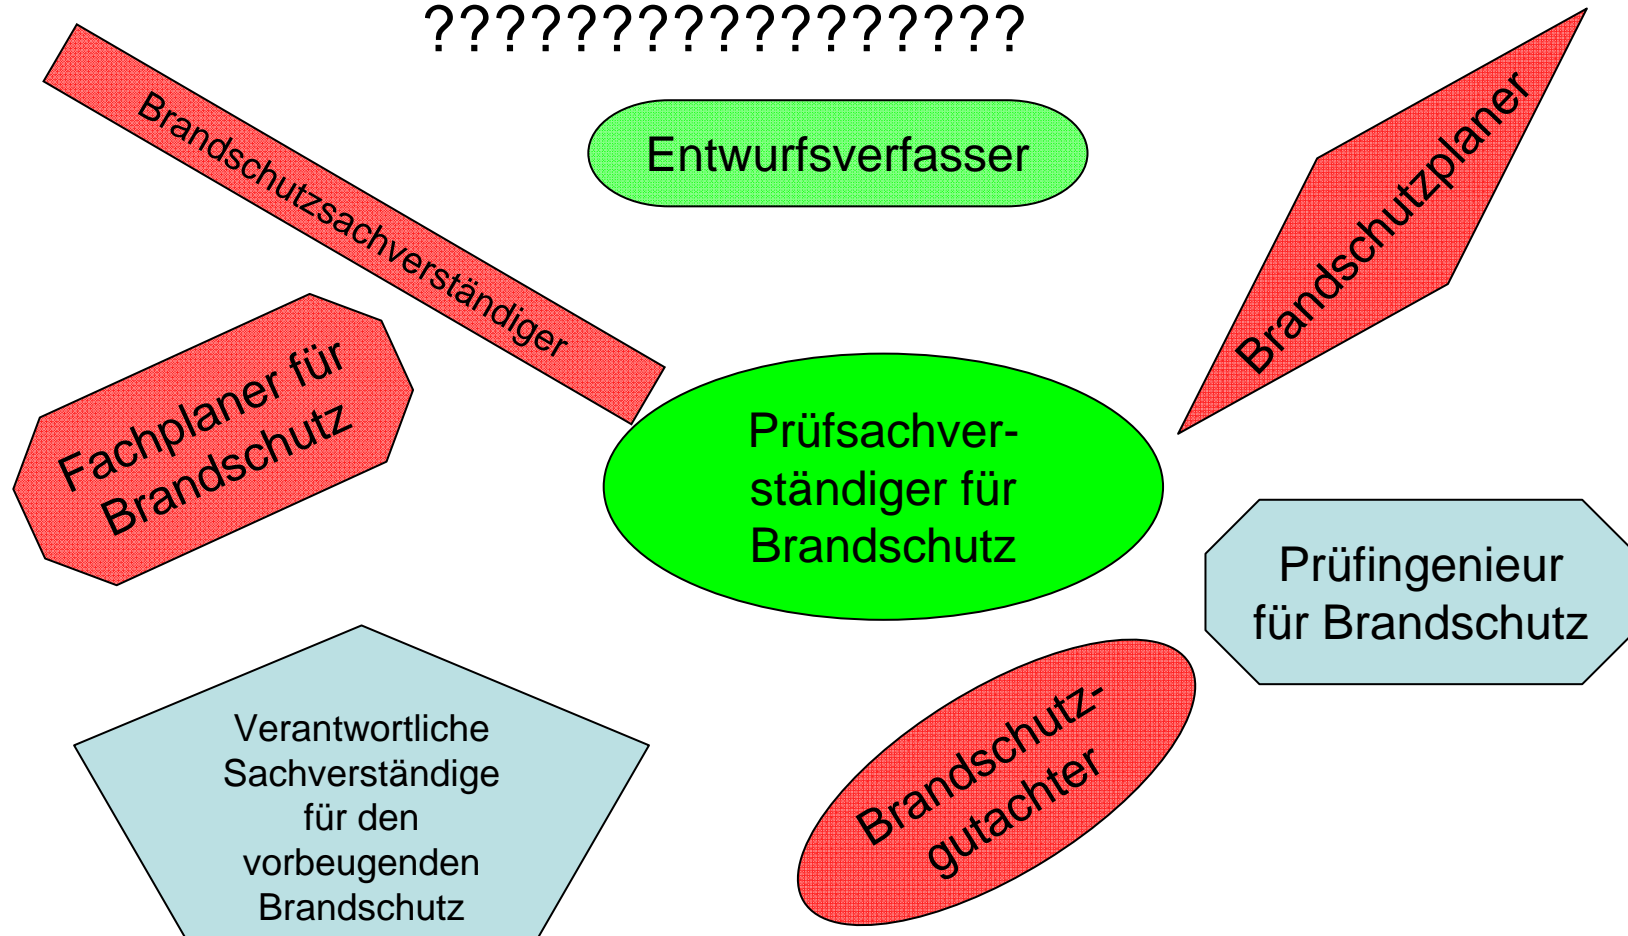 ?????????????????
Brandschutzsachverständiger
Entwurfsverfasser
Brandschutzplaner
Fachplaner für
Brandschutz
Prüfsachver-
ständiger für
Brandschutz
Prüfingenieur
für Brandschutz
Verantwortliche
Sachverständige
für den
vorbeugenden
Brandschutz
Brandschutz-
gutachter